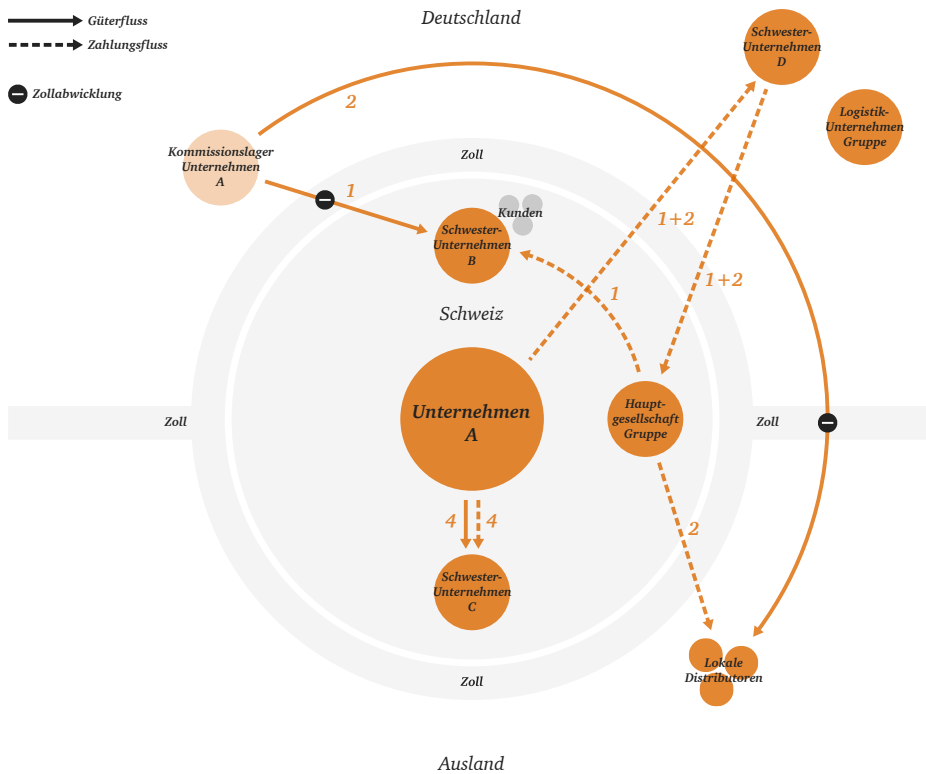 Deutschland
Güterfluss
Zahlungsfluss
Zollabwicklung
Schwester-
Unternehmen
D
Logistik-
Unternehmen
Gruppe
2
Kommissionslager
Unternehmen
A
Zoll
1
Kunden
Schwester-
Unternehmen
B
1+2
1+2
1
Schweiz
Unternehmen
A
Haupt-
gesellschaft
Gruppe
Zoll
Zoll
4
4
2
Schwester-
Unternehmen
C
Lokale
Distributoren
Zoll
Ausland